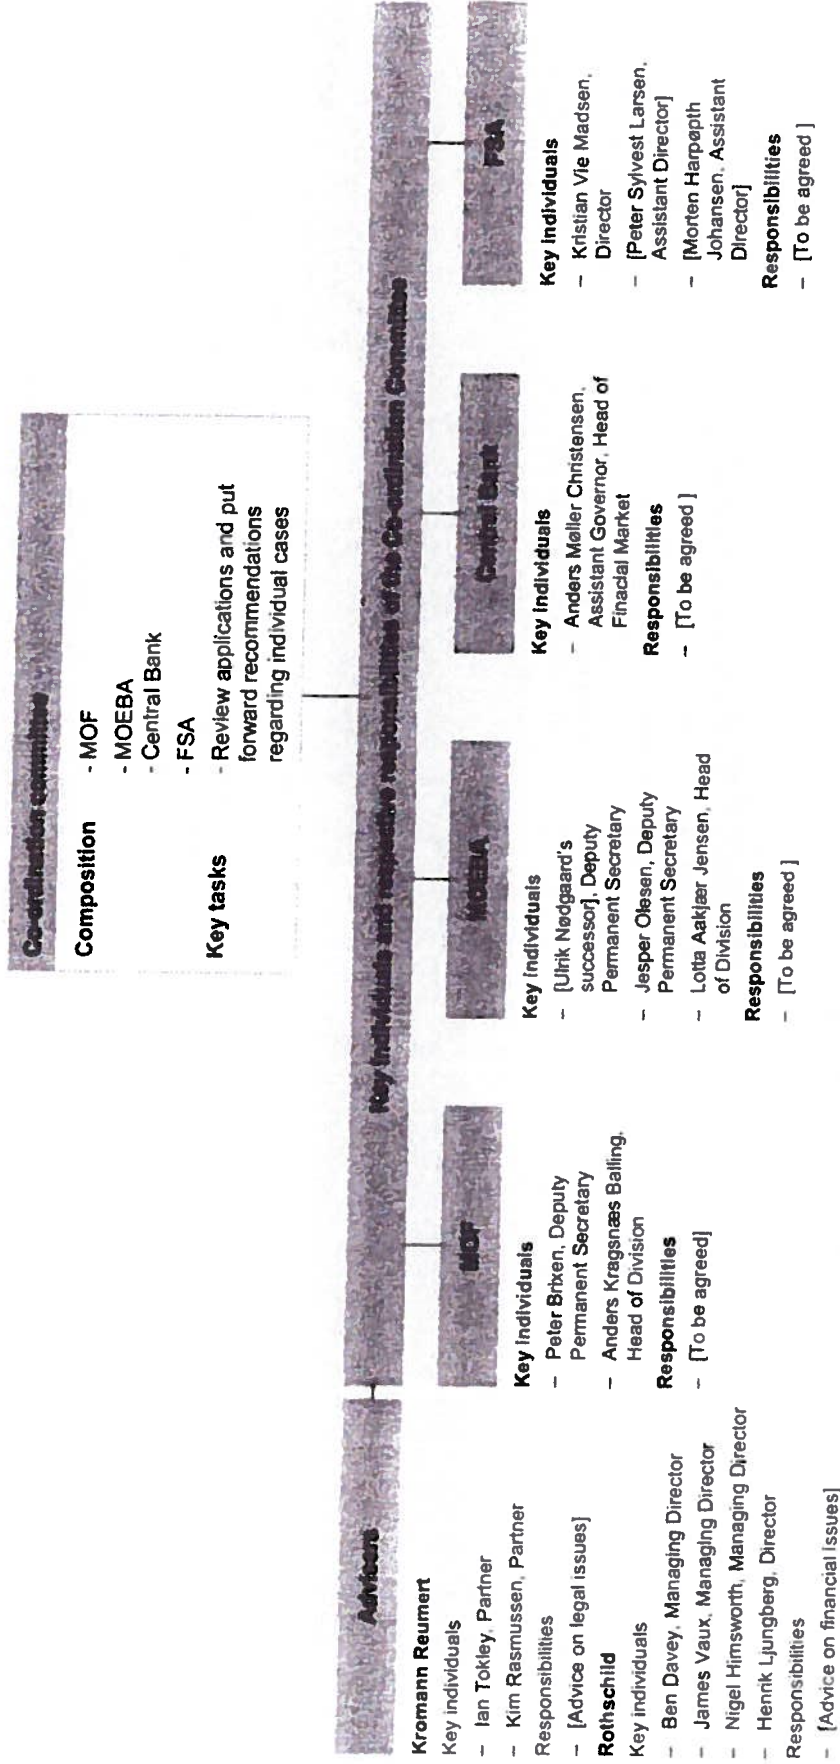 Co-ordination committee
Composition
- MOF
- MOEBA
- Central Bank
- FSA
Key tasks
- Review applications and put
forward recommendations
regarding individual cases
Key individuals and respective responsibilities of the Co-ordination Committee
Advisors
Kromann Reumert
Key individuals
– Ian Tokley, Partner
– Kim Rasmussen, Partner
Responsibilities
– [Advice on legal issues]
Rothschild
Key individuals
– Ben Davey, Managing Director
– James Vaux, Managing Director
– Nigel Himsworth, Managing Director
– Henrik Ljungberg, Director
Responsibilities
– [Advice on financial issues]
MOF
Key individuals
– Peter Brixen, Deputy
Permanent Secretary
– Anders Kragsnæs Balling,
Head of Division
Responsibilities
– [To be agreed]
MOEBA
Key individuals
– [Ulrik Nødgaard's
successor], Deputy
Permanent Secretary
– Jesper Olesen, Deputy
Permanent Secretary
– Lotta Aakjær Jensen, Head
of Division
Responsibilities
– [To be agreed ]
Central Bank
Key individuals
– Anders Møller Christensen,
Assistant Governor, Head of
Finacial Market
Responsibilities
– [To be agreed ]
FSA
Key individuals
– Kristian Vie Madsen,
Director
– [Peter Sylvest Larsen,
Assistant Director]
– [Morten Harpøpth
Johansen, Assistant
Director]
Responsibilities
– [To be agreed ]